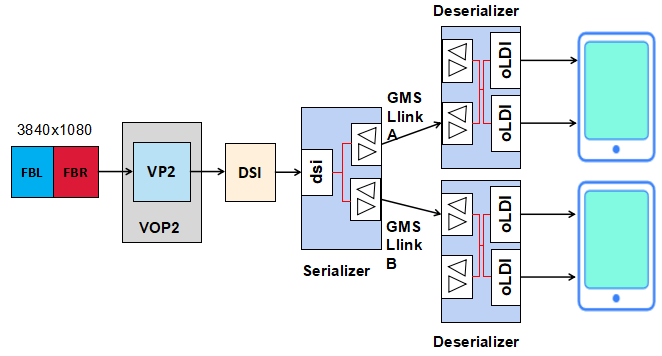 Deserializer
oLDI
oLDI
GMS
Llink
A
3840x1080
FBL
FBR
VP2
VOP2
DSI
dsi
Serializer
GMS
Llink
B
oLDI
oLDI
Deserializer